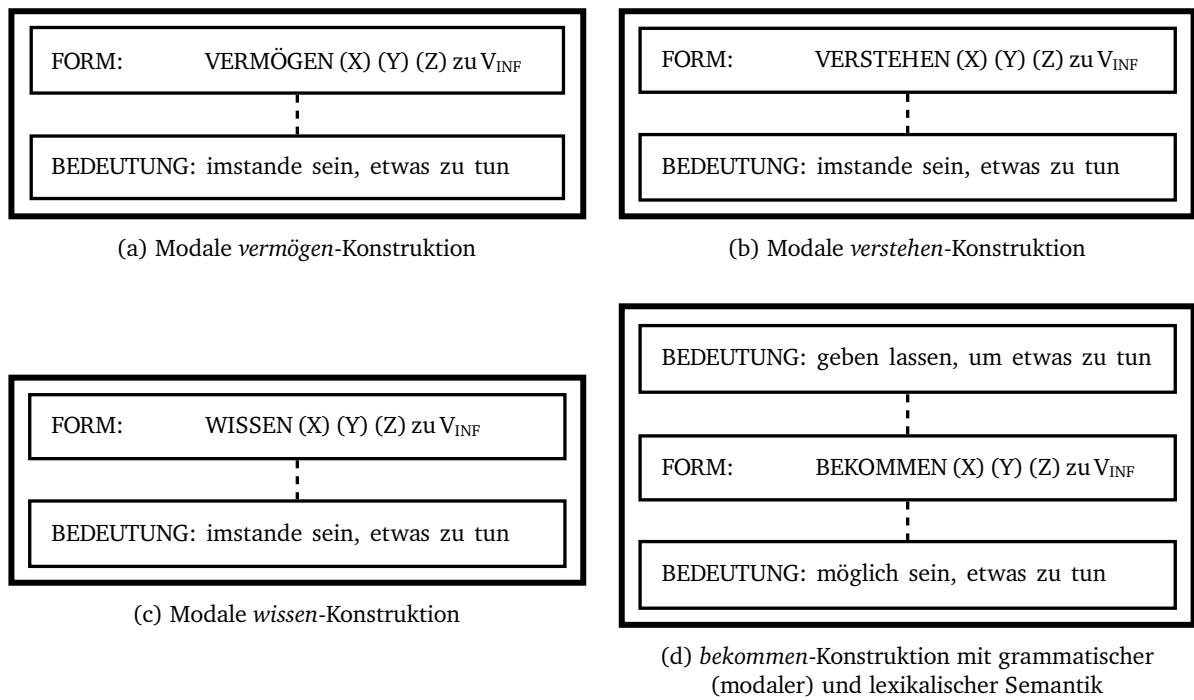 FORM: VERMÖGEN (X) (Y) (Z) zu V_INF
BEDEUTUNG: imstande sein, etwas zu tun
(a) Modale vermögen-Konstruktion
FORM: VERSTEHEN (X) (Y) (Z) zu V_INF
BEDEUTUNG: imstande sein, etwas zu tun
(b) Modale verstehen-Konstruktion
FORM: WISSEN (X) (Y) (Z) zu V_INF
BEDEUTUNG: imstande sein, etwas zu tun
(c) Modale wissen-Konstruktion
BEDEUTUNG: geben lassen, um etwas zu tun
FORM: BEKOMMEN (X) (Y) (Z) zu V_INF
BEDEUTUNG: möglich sein, etwas zu tun
(d) bekommen-Konstruktion mit grammatischer
(modaler) und lexikalischer Semantik